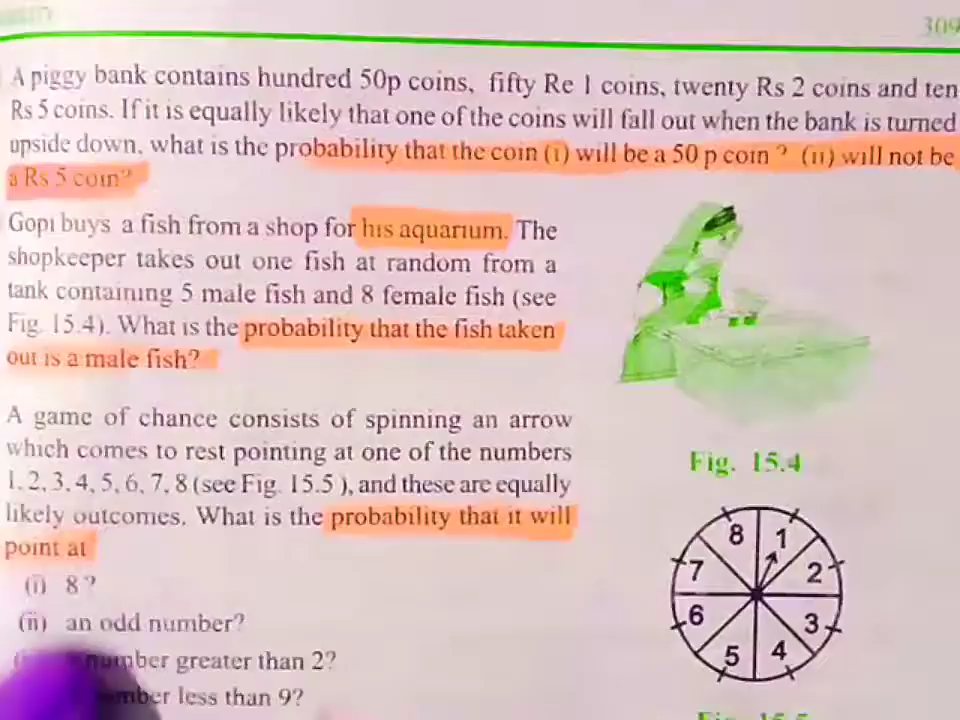 309
A piggy bank contains hundred 50p coins, fifty Re 1 coins, twenty Rs 2 coins and ten
Rs 5 coins. If it is equally likely that one of the coins will fall out when the bank is turned
upside down, what is the probability that the coin (i) will be a 50 p coin ? (ii) will not be
a Rs 5 coin?
Gopi buys a fish from a shop for his aquarium. The
shopkeeper takes out one fish at random from a
tank containing 5 male fish and 8 female fish (see
Fig. 15.4). What is the probability that the fish taken
out is a male fish?
Fig. 15.4
A game of chance consists of spinning an arrow
which comes to rest pointing at one of the numbers
1, 2, 3, 4, 5, 6, 7, 8 (see Fig. 15.5 ), and these are equally
likely outcomes. What is the probability that it will
point at
(i) 8 ?
(ii) an odd number?
number greater than 2?
less than 9?
8 1
7 2
6 3
5 4
Fig. 15.5